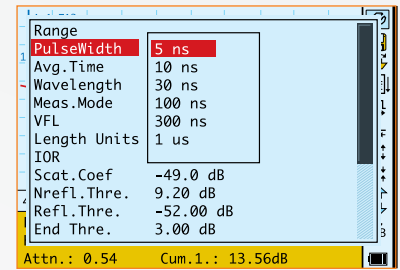 Range
PulseWidth 5 ns
Avg.Time 10 ns
Wavelength 30 ns
Meas.Mode 100 ns
VFL 300 ns
Length Units 1 us
IOR
Scat.Coef -49.0 dB
Nrefl.Thre. 9.20 dB
Refl.Thre. -52.00 dB
End Thre. 3.00 dB
Attn.: 0.54 Cum.1.: 13.56dB